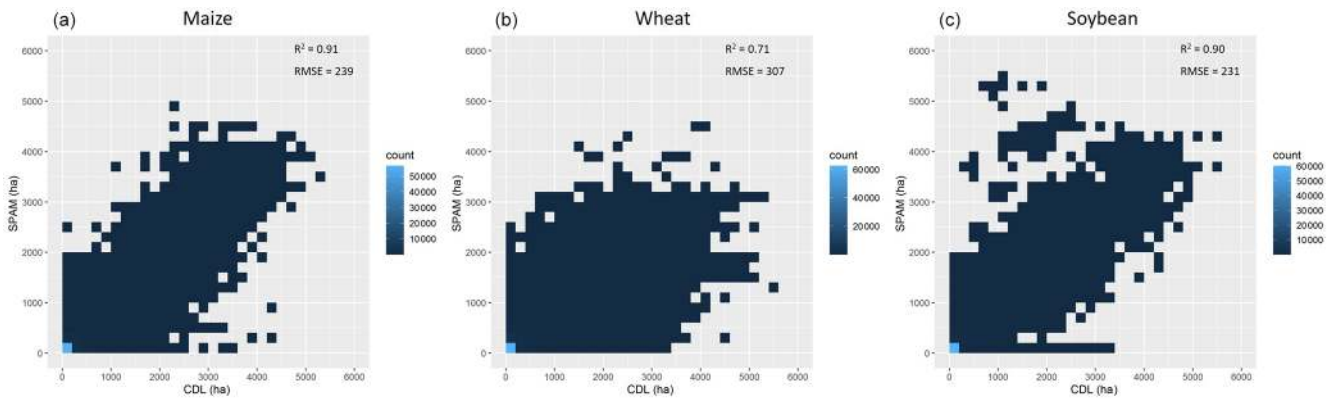 (a) Maize
R² = 0.91
RMSE = 239
SPAM (ha)
6000
5000
4000
3000
2000
1000
0
0 1000 2000 3000 4000 5000 6000
CDL (ha)
count
50000
40000
30000
20000
10000
(b) Wheat
R² = 0.71
RMSE = 307
SPAM (ha)
6000
5000
4000
3000
2000
1000
0
0 1000 2000 3000 4000 5000 6000
CDL (ha)
count
60000
40000
20000
(c) Soybean
R² = 0.90
RMSE = 231
SPAM (ha)
6000
5000
4000
3000
2000
1000
0
0 1000 2000 3000 4000 5000 6000
CDL (ha)
count
60000
50000
40000
30000
20000
10000